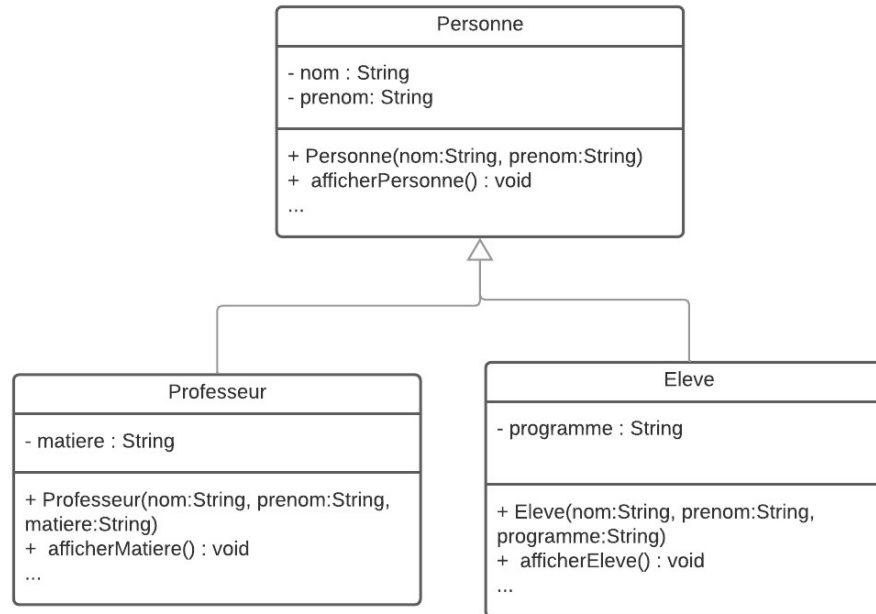 Personne
- nom : String
- prenom: String
+ Personne(nom:String, prenom:String)
+ afficherPersonne() : void
...
Professeur
- matiere : String
+ Professeur(nom:String, prenom:String,
matiere:String)
+ afficherMatiere() : void
...
Eleve
- programme : String
+ Eleve(nom:String, prenom:String,
programme:String)
+ afficherEleve() : void
...